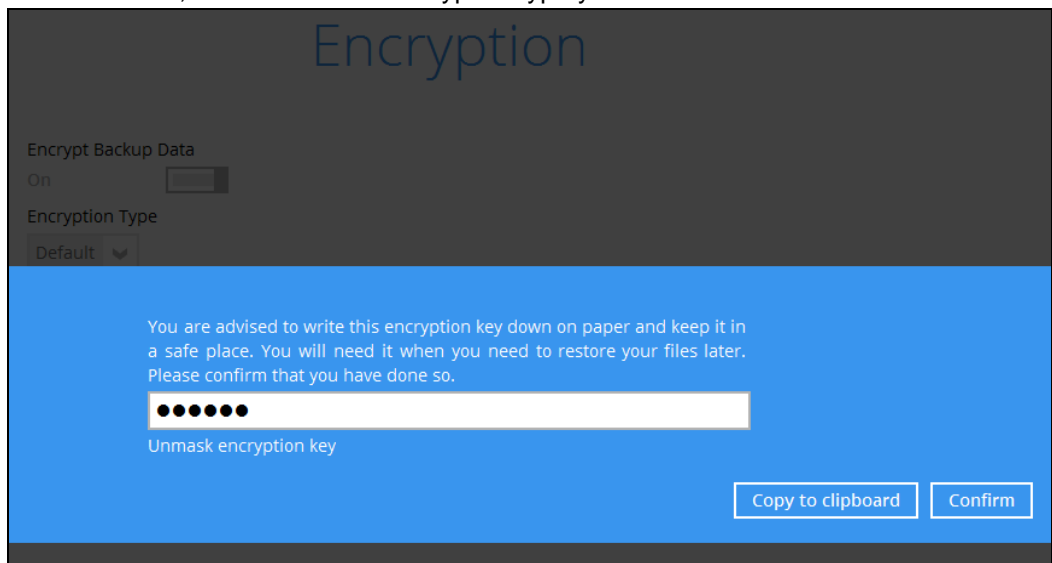 Encryption
Encrypt Backup Data
On
Encryption Type
Default
You are advised to write this encryption key down on paper and keep it in
a safe place. You will need it when you need to restore your files later.
Please confirm that you have done so.
●●●●●●
Unmask encryption key
Copy to clipboard Confirm